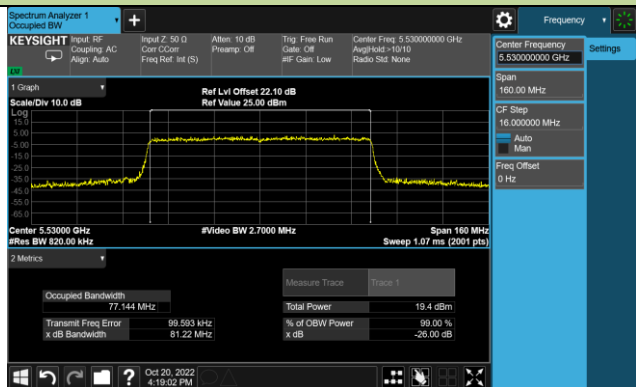 Spectrum Analyzer 1
Occupied BW
+
Frequency
KEYSIGHT
Input: RF
Coupling: AC
Align: Auto
Input Z: 50 Ω
Corr CCorr
Freq Ref: Int (S)
Atten: 10 dB
Preamp: Off
Trig: Free Run
Gate: Off
#IF Gain: Low
Center Freq: 5.530000000 GHz
Avg|Hold:>10/10
Radio Std: None
Center Frequency
5.530000000 GHz
Settings
Span
160.00 MHz
CF Step
16.000000 MHz
Auto
Man
Freq Offset
0 Hz
1 Graph
Scale/Div 10.0 dB
Ref Lvl Offset 22.10 dB
Ref Value 25.00 dBm
Log
15.0
5.00
-5.00
-15.0
-25.0
-35.0
-45.0
-55.0
-65.0
Center 5.53000 GHz
#Video BW 2.7000 MHz
Span 160 MHz
#Res BW 820.00 kHz
Sweep 1.07 ms (2001 pts)
2 Metrics
Measure Trace
Trace 1
Occupied Bandwidth
77.144 MHz
Total Power
19.4 dBm
Transmit Freq Error
99.593 kHz
% of OBW Power
99.00 %
x dB Bandwidth
81.22 MHz
x dB
-26.00 dB
?
Oct 20, 2022
4:19:02 PM